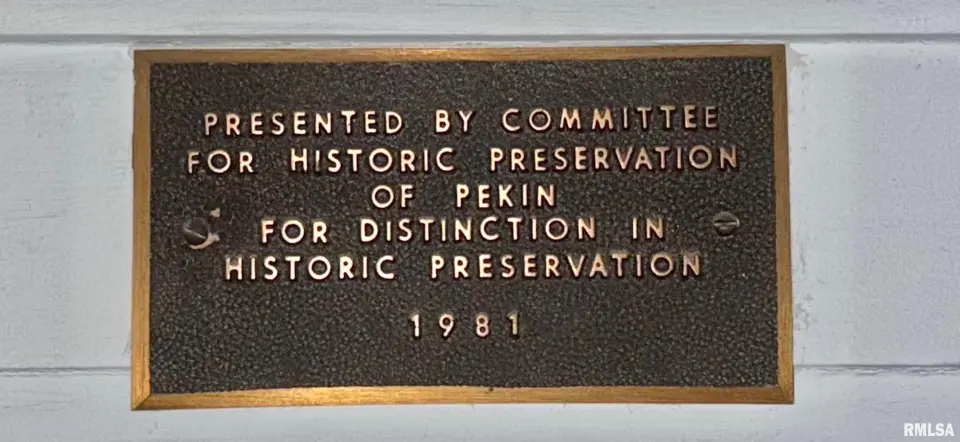 PRESENTED BY COMMITTEE
FOR HISTORIC PRESERVATION
OF PEKIN
FOR DISTINCTION IN
HISTORIC PRESERVATION
1981
RMLSA